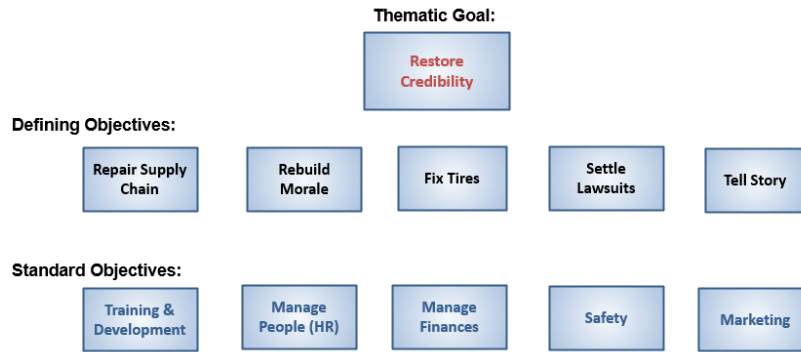 Thematic Goal:
Restore
Credibility
Defining Objectives:
Repair Supply
Chain
Rebuild
Morale
Fix Tires
Settle
Lawsuits
Tell Story
Standard Objectives:
Training &
Development
Manage
People (HR)
Manage
Finances
Safety
Marketing